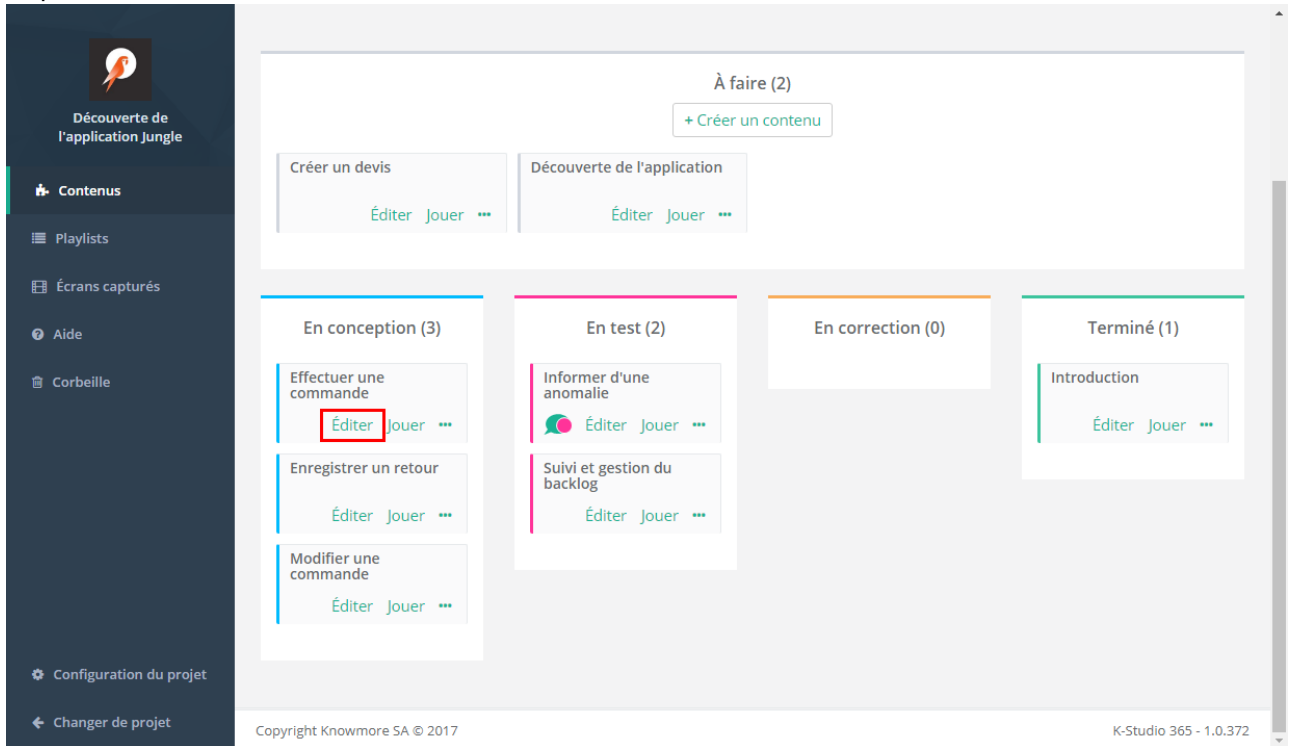 Découverte de
l'application Jungle
Contenus
Playlists
Écrans capturés
Aide
Corbeille
Configuration du projet
Changer de projet
À faire (2)
+ Créer un contenu
Créer un devis
Éditer Jouer •••
Découverte de l'application
Éditer Jouer •••
En conception (3)
Effectuer une
commande
Éditer Jouer •••
Enregistrer un retour
Éditer Jouer •••
Modifier une
commande
Éditer Jouer •••
En test (2)
Informer d'une
anomalie
Éditer Jouer •••
Suivi et gestion du
backlog
Éditer Jouer •••
En correction (0)
Terminé (1)
Introduction
Éditer Jouer •••
Copyright Knowmore SA © 2017
K-Studio 365 - 1.0.372